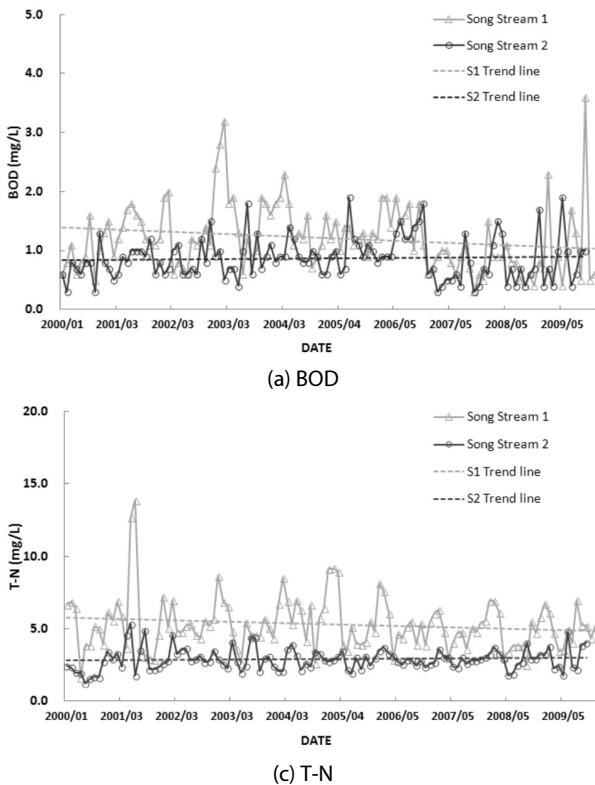 5.0
4.0
3.0
2.0
1.0
0.0
BOD (mg/L)
Song Stream 1
Song Stream 2
S1 Trend line
S2 Trend line
2000/01 2001/03 2002/03 2003/03 2004/03 2005/04 2006/05 2007/05 2008/05 2009/05
DATE
(a) BOD
20.0
15.0
10.0
5.0
0.0
T-N (mg/L)
Song Stream 1
Song Stream 2
S1 Trend line
S2 Trend line
2000/01 2001/03 2002/03 2003/03 2004/03 2005/04 2006/05 2007/05 2008/05 2009/05
DATE
(c) T-N